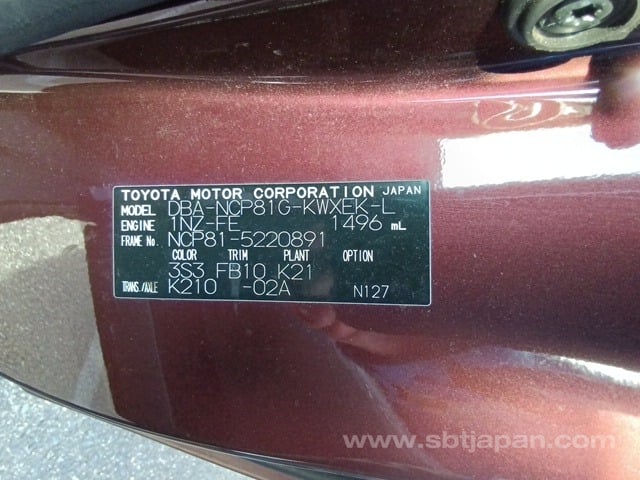 TOYOTA MOTOR CORPORATION JAPAN
MODEL DBA-NCP81G-KWXEK-L
ENGINE 1NZ-FE 1496 mL
FRAME No. NCP81-5220891
COLOR TRIM PLANT OPTION
3S3 FB10 K21
TRANS./AXLE K210 -02A N127
www.sbtjapan.com